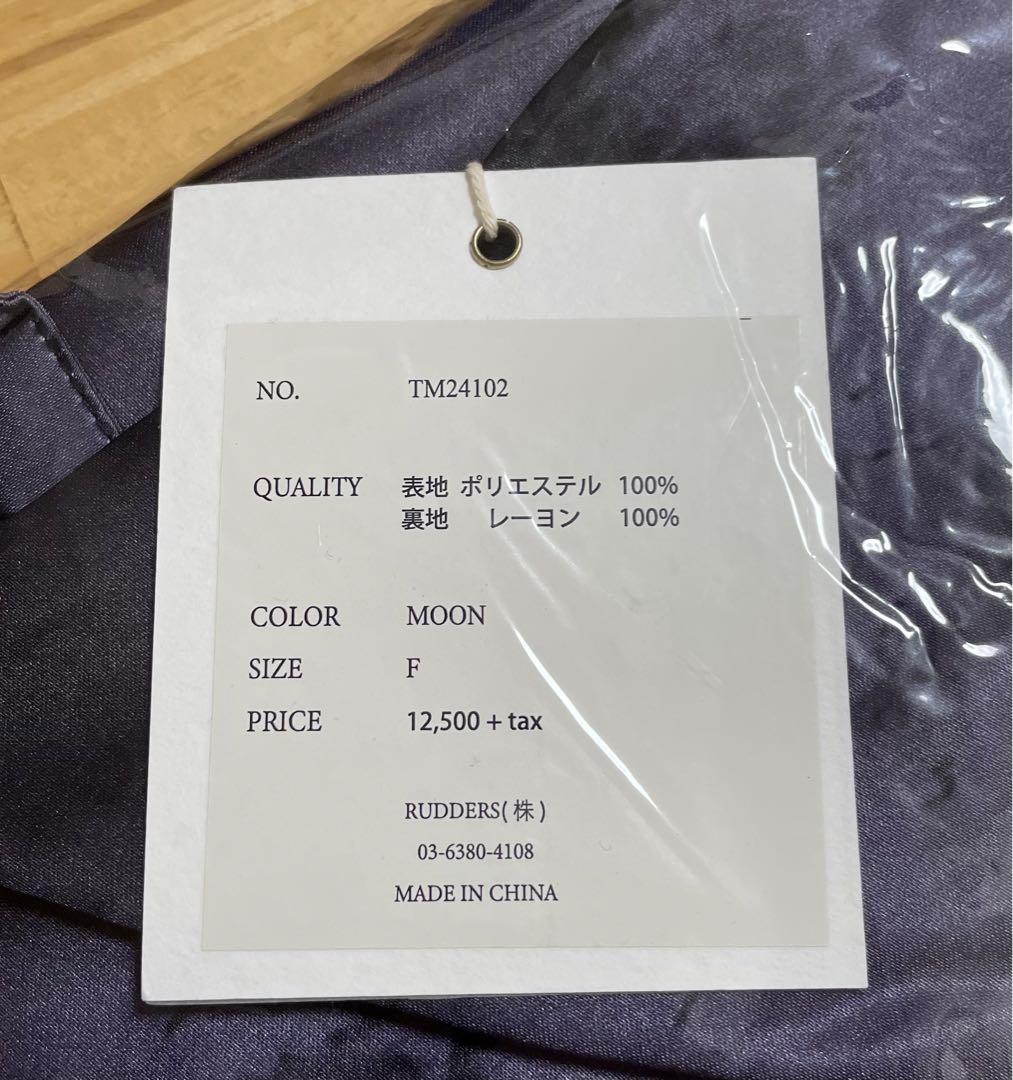 NO. TM24102
QUALITY 表地 ポリエステル 100%
裏地 レーヨン 100%
COLOR MOON
SIZE F
PRICE 12,500 + tax
RUDDERS(株)
03-6380-4108
MADE IN CHINA